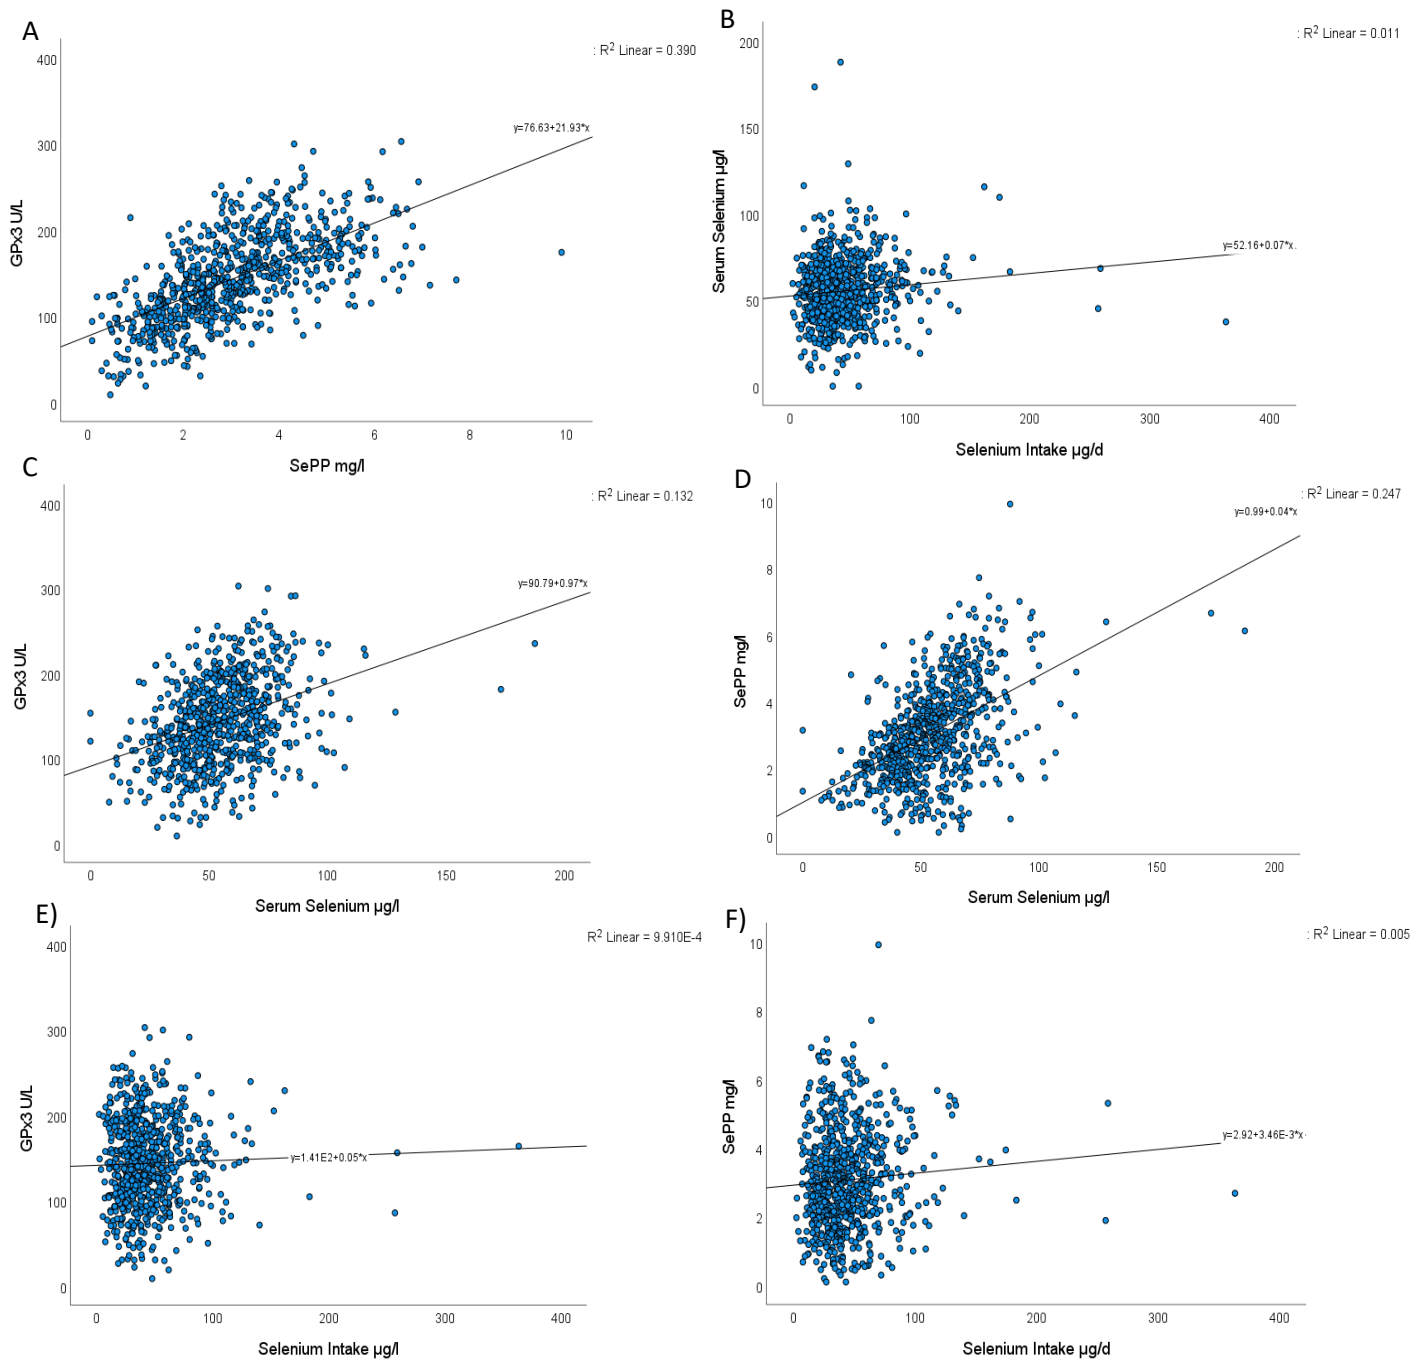 A
: R2 Linear = 0.390
400
300
200
100
0
GPx3 U/L
y=76.63+21.93*x
0 2 4 6 8 10
SePP mg/l
B
: R2 Linear = 0.011
200
150
100
50
0
Serum Selenium µg/l
y=52.16+0.07*x
0 100 200 300 400
Selenium Intake µg/d
C
: R2 Linear = 0.132
400
300
200
100
0
GPx3 U/L
y=90.79+0.97*x
0 50 100 150 200
Serum Selenium µg/l
D
: R2 Linear = 0.247
10
8
6
4
2
0
SePP mg/l
y=0.99+0.04*x
0 50 100 150 200
Serum Selenium µg/l
E)
R2 Linear = 9.910E-4
400
300
200
100
0
GPx3 U/L
y=1.41E2+0.05*x
0 100 200 300 400
Selenium Intake µg/l
F)
: R2 Linear = 0.005
10
8
6
4
2
0
SePP mg/l
y=2.92+3.46E-3*x
0 100 200 300 400
Selenium Intake µg/d